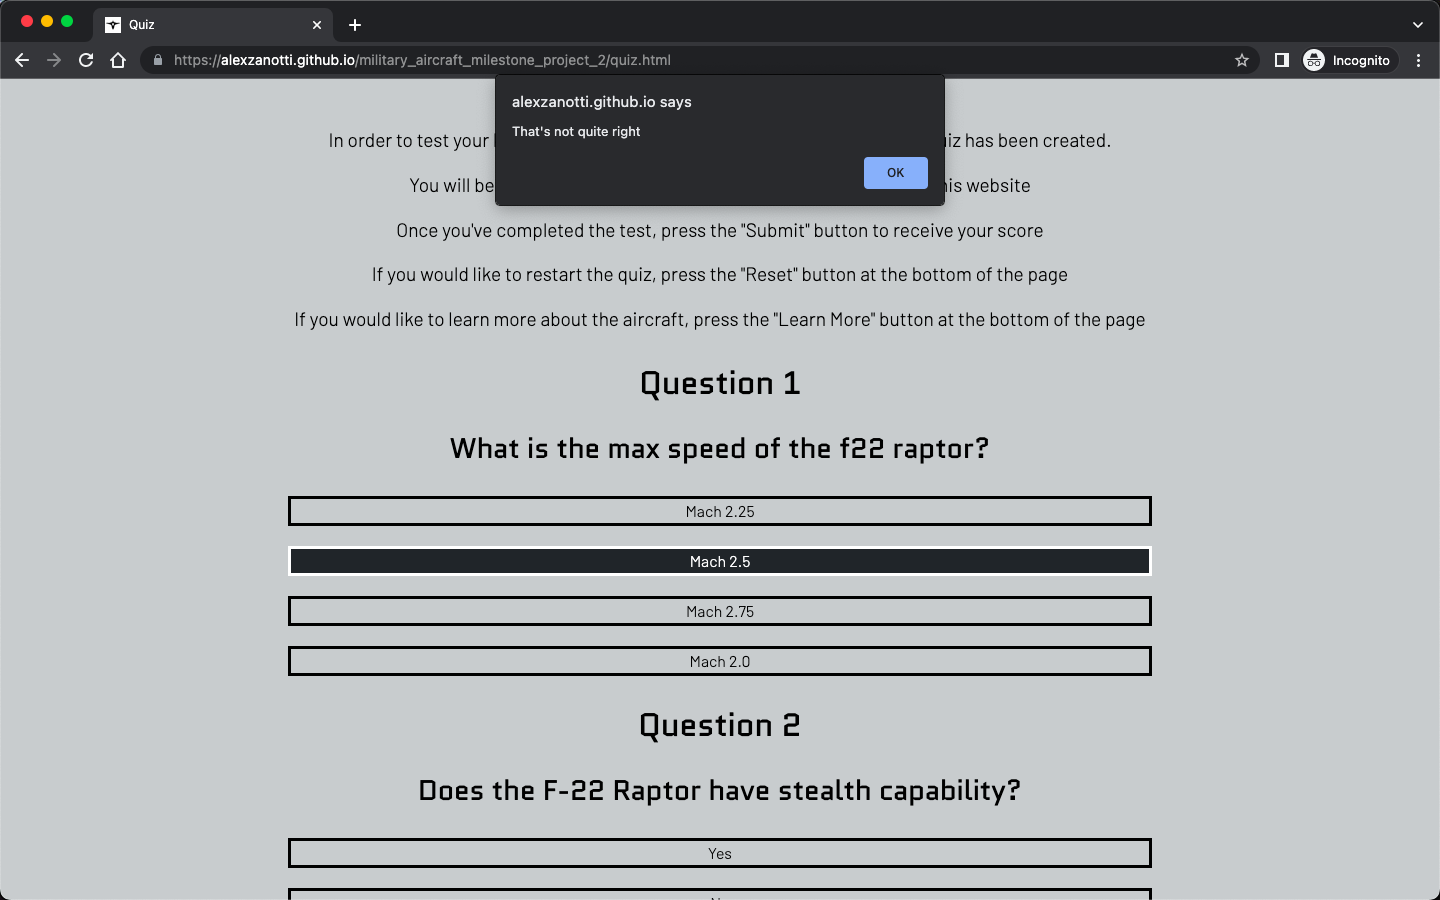 Quiz
https://alexzanotti.github.io/military_aircraft_milestone_project_2/quiz.html
Incognito
alexzanotti.github.io says
That's not quite right
OK
In order to test your
has been created.
You will be
website
Once you've completed the test, press the "Submit" button to receive your score
If you would like to restart the quiz, press the "Reset" button at the bottom of the page
If you would like to learn more about the aircraft, press the "Learn More" button at the bottom of the page
Question 1
What is the max speed of the f22 raptor?
Mach 2.25
Mach 2.5
Mach 2.75
Mach 2.0
Question 2
Does the F-22 Raptor have stealth capability?
Yes